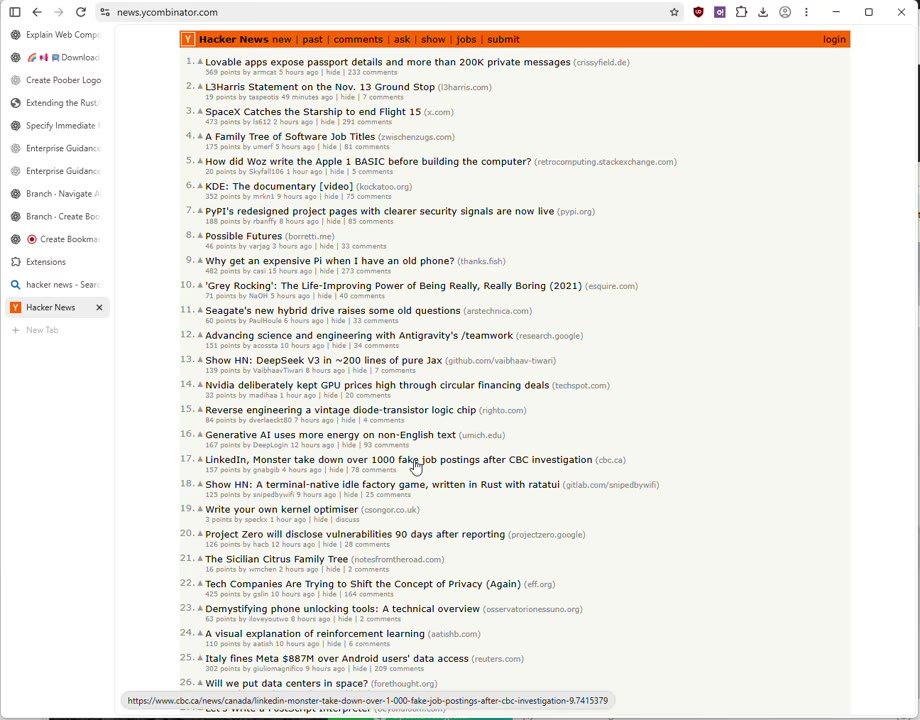 news.ycombinator.com
Explain Web Compo
Download
Create Poober Logo
Extending the Rust/
Specify Immediate
Enterprise Guidance
Enterprise Guidance
Branch - Navigate A
Branch - Create Boo
Create Bookma
Extensions
hacker news - Searc
Hacker News
New Tab
Y Hacker News new | past | comments | ask | show | jobs | submit login
1. Lovable apps expose passport details and more than 200K private messages (crissyfield.de)
569 points by armcat 5 hours ago | hide | 233 comments
2. L3Harris Statement on the Nov. 13 Ground Stop (l3harris.com)
19 points by taspeotis 49 minutes ago | hide | 7 comments
3. SpaceX Catches the Starship to end Flight 15 (x.com)
473 points by ls612 2 hours ago | hide | 291 comments
4. A Family Tree of Software Job Titles (zwischenzugs.com)
175 points by umerf 5 hours ago | hide | 81 comments
5. How did Woz write the Apple 1 BASIC before building the computer? (retrocomputing.stackexchange.com)
20 points by Skyfall106 1 hour ago | hide | 5 comments
6. KDE: The documentary [video] (kockatoo.org)
352 points by mrkn1 9 hours ago | hide | 75 comments
7. PyPI's redesigned project pages with clearer security signals are now live (pypi.org)
188 points by rbanffy 8 hours ago | hide | 85 comments
8. Possible Futures (borretti.me)
46 points by varjag 3 hours ago | hide | 33 comments
9. Why get an expensive Pi when I have an old phone? (thanks.fish)
482 points by casi 15 hours ago | hide | 273 comments
10. 'Grey Rocking': The Life-Improving Power of Being Really, Really Boring (2021) (esquire.com)
71 points by NaOH 5 hours ago | hide | 40 comments
11. Seagate's new hybrid drive raises some old questions (arstechnica.com)
60 points by PaulHoule 6 hours ago | hide | 33 comments
12. Advancing science and engineering with Antigravity's /teamwork (research.google)
151 points by acossta 10 hours ago | hide | 34 comments
13. Show HN: DeepSeek V3 in ~200 lines of pure Jax (github.com/vaibhaav-tiwari)
139 points by VaibhaavTiwari 8 hours ago | hide | 7 comments
14. Nvidia deliberately kept GPU prices high through circular financing deals (techspot.com)
33 points by madihaa 1 hour ago | hide | 20 comments
15. Reverse engineering a vintage diode-transistor logic chip (righto.com)
84 points by dverlaeckt80 7 hours ago | hide | 4 comments
16. Generative AI uses more energy on non-English text (umich.edu)
167 points by DeepLogin 12 hours ago | hide | 93 comments
17. LinkedIn, Monster take down over 1000 fake job postings after CBC investigation (cbc.ca)
157 points by gnabgib 4 hours ago | hide | 78 comments
18. Show HN: A terminal-native idle factory game, written in Rust with ratatui (gitlab.com/snipedbywifi)
125 points by snipedbywifi 9 hours ago | hide | 25 comments
19. Write your own kernel optimiser (csongor.co.uk)
3 points by speckx 1 hour ago | hide | discuss
20. Project Zero will disclose vulnerabilities 90 days after reporting (projectzero.google)
126 points by hacb 12 hours ago | hide | 28 comments
21. The Sicilian Citrus Family Tree (notesfromtheroad.com)
16 points by wmchen 2 hours ago | hide | 2 comments
22. Tech Companies Are Trying to Shift the Concept of Privacy (Again) (eff.org)
425 points by gslin 10 hours ago | hide | 164 comments
23. Demystifying phone unlocking tools: A technical overview (osservatorionessuno.org)
63 points by iloveyoutwo 8 hours ago | hide | 2 comments
24. A visual explanation of reinforcement learning (aatishb.com)
110 points by aatish 10 hours ago | hide | 6 comments
25. Italy fines Meta $887M over Android users' data access (reuters.com)
302 points by giuliomagnifico 9 hours ago | hide | 209 comments
26. Will we put data centers in space? (forethought.org)
https://www.cbc.ca/news/canada/linkedin-monster-take-down-over-1-000-fake-job-postings-after-cbc-investigation-9.7415379